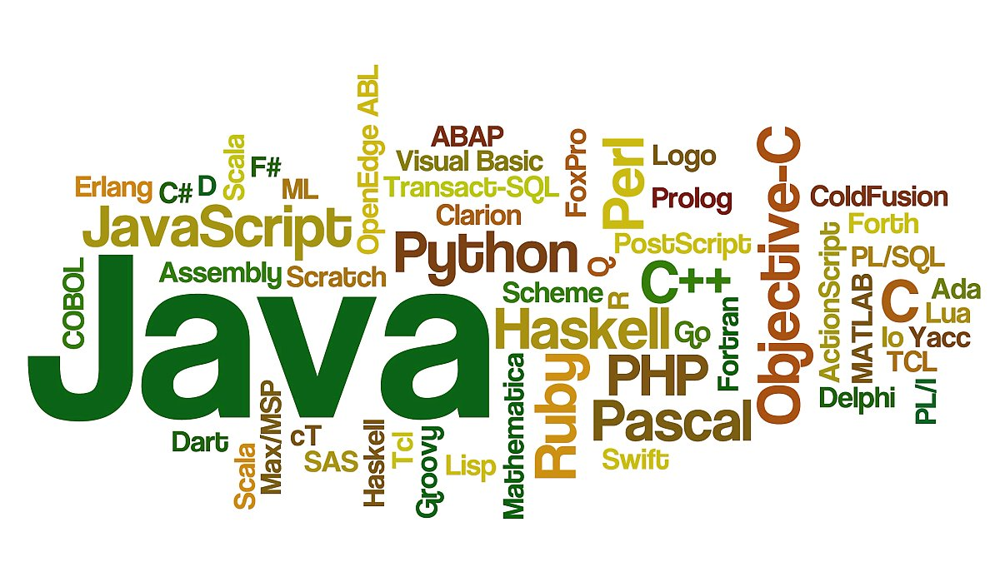 OpenEdge ABL
ABAP
FoxPro
Perl
Logo
Objective-C
Scala
F#
Visual Basic
Erlang
C#
D
ML
Transact-SQL
Prolog
ColdFusion
JavaScript
Clarion
Forth
Python
PostScript
ActionScript
PL/SQL
COBOL
Assembly
Scratch
Q
C++
MATLAB
C
Ada
Java
Scheme
R
Lua
Haskell
Go
Fortran
Io
Yacc
TCL
Mathematica
Ruby
PHP
Delphi
PL/I
Pascal
Dart
Scala
Max/MSP
cT
SAS
Haskell
Tcl
Groovy
Lisp
Swift